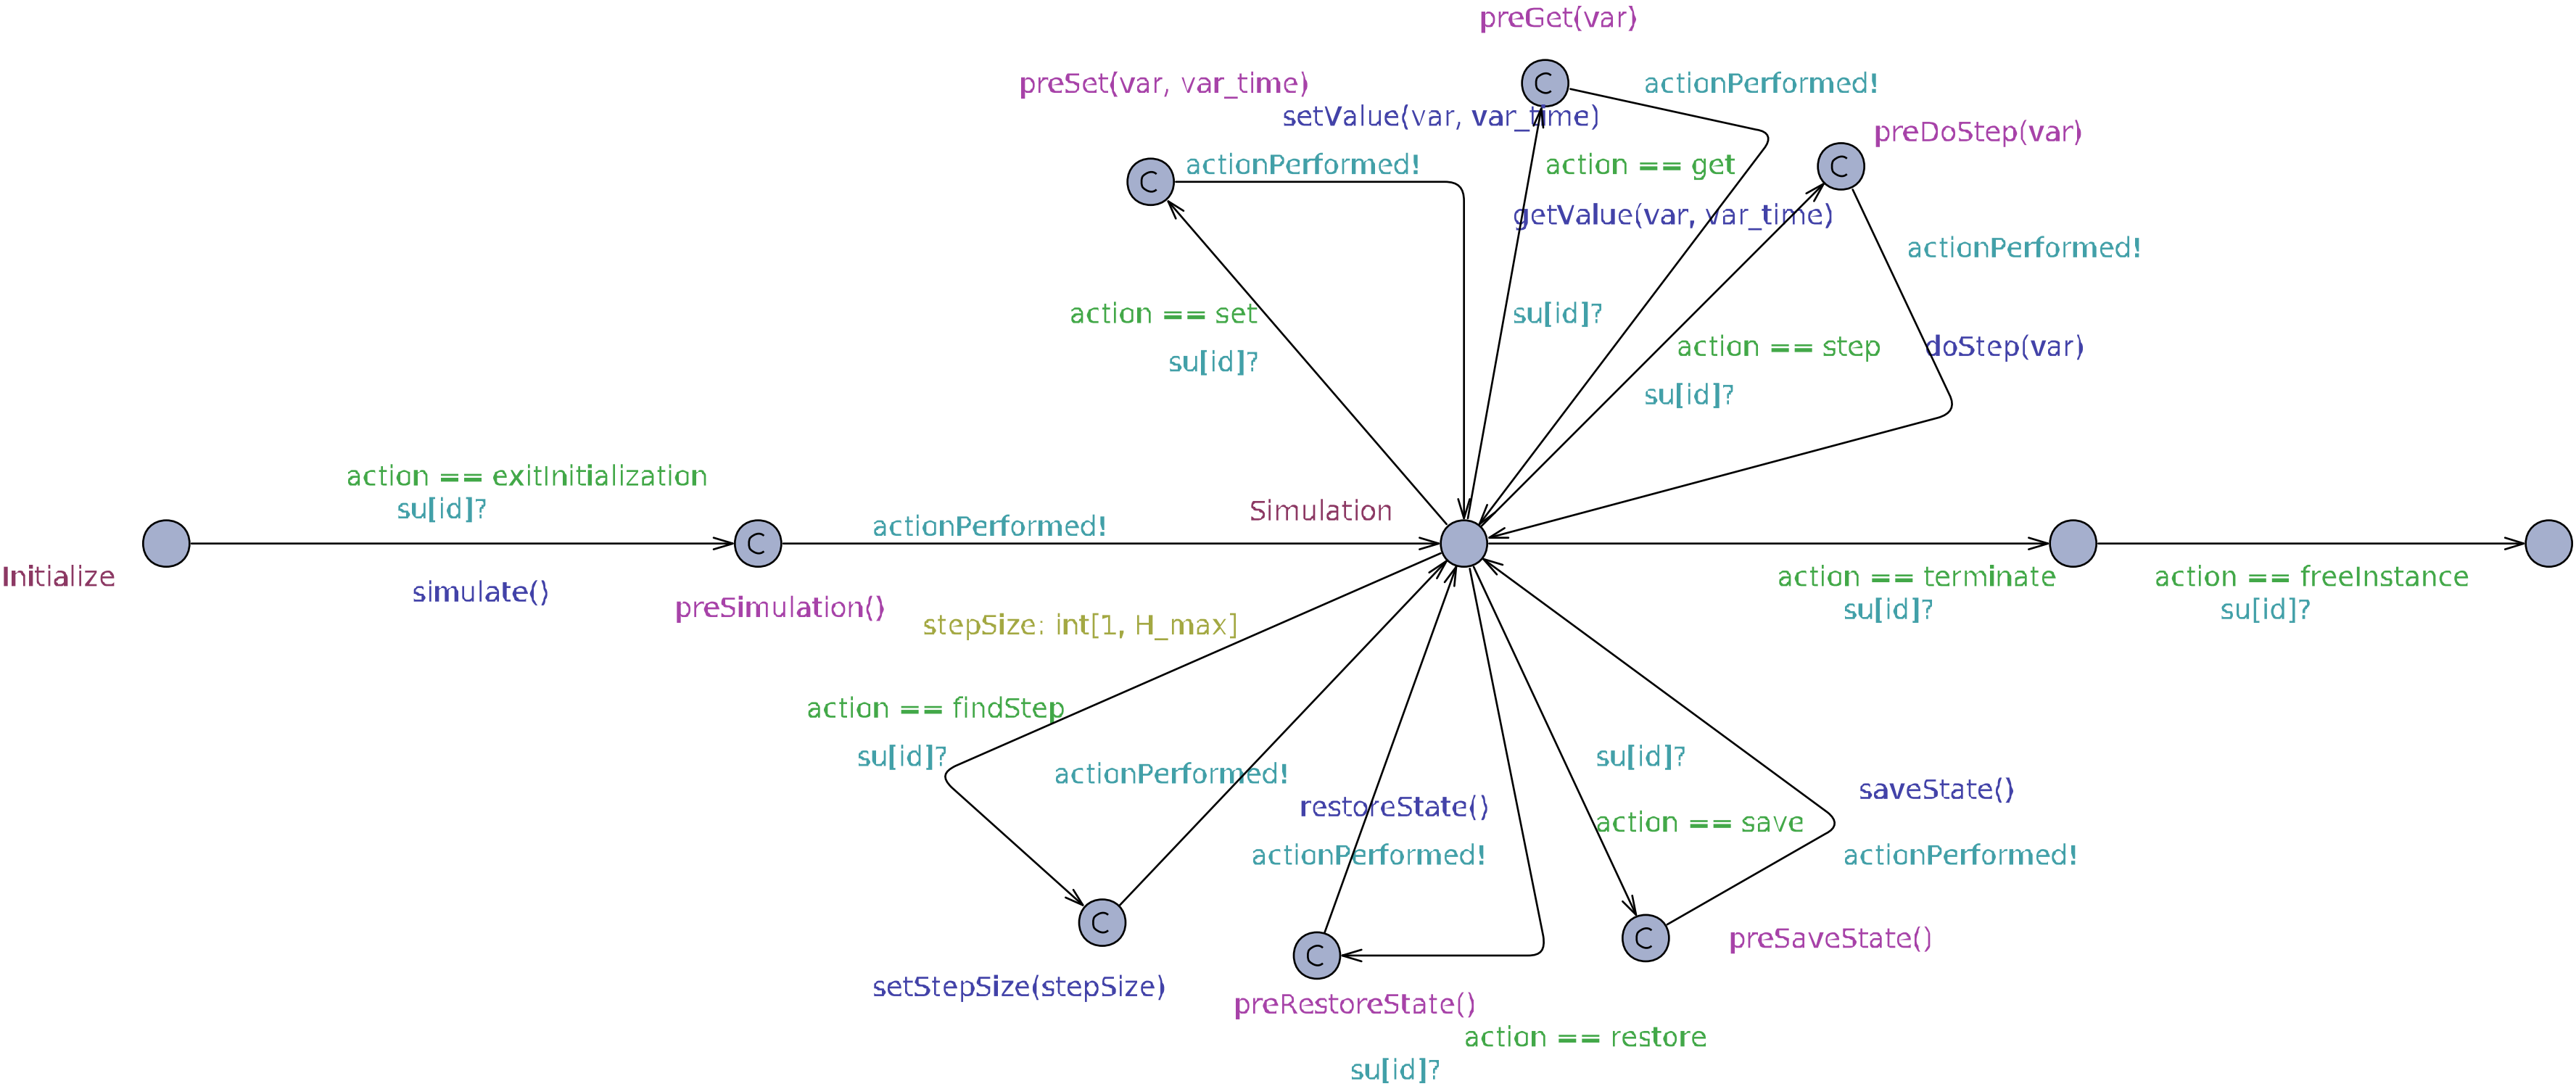 preGet(var)
preSet(var, var_time)
C
actionPerformed!
setValue(var, var_time)
preDoStep(var)
actionPerformed!
action == get
C
C
getValue(var, var_time)
actionPerformed!
action == set
su[id]?
action == step
doStep(var)
su[id]?
su[id]?
action == exitInitialization
su[id]?
Simulation
actionPerformed!
C
Initialize
simulate()
preSimulation()
action == terminate
action == freeInstance
su[id]?
su[id]?
stepSize: int[1, H_max]
action == findStep
su[id]?
su[id]?
actionPerformed!
saveState()
restoreState()
action == save
actionPerformed!
actionPerformed!
C
C
preSaveState()
C
setStepSize(stepSize)
preRestoreState()
action == restore
su[id]?